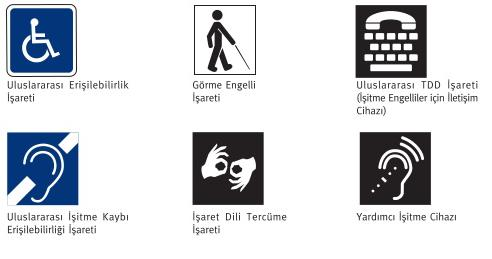 Uluslararası Erişilebilirlik
İşareti
Görme Engelli
İşareti
Uluslararası TDD İşareti
(İşitme Engelliler için İletişim
Cihazı)
Uluslararası İşitme Kaybı
Erişilebilirliği İşareti
İşaret Dili Tercüme
İşareti
Yardımcı İşitme Cihazı